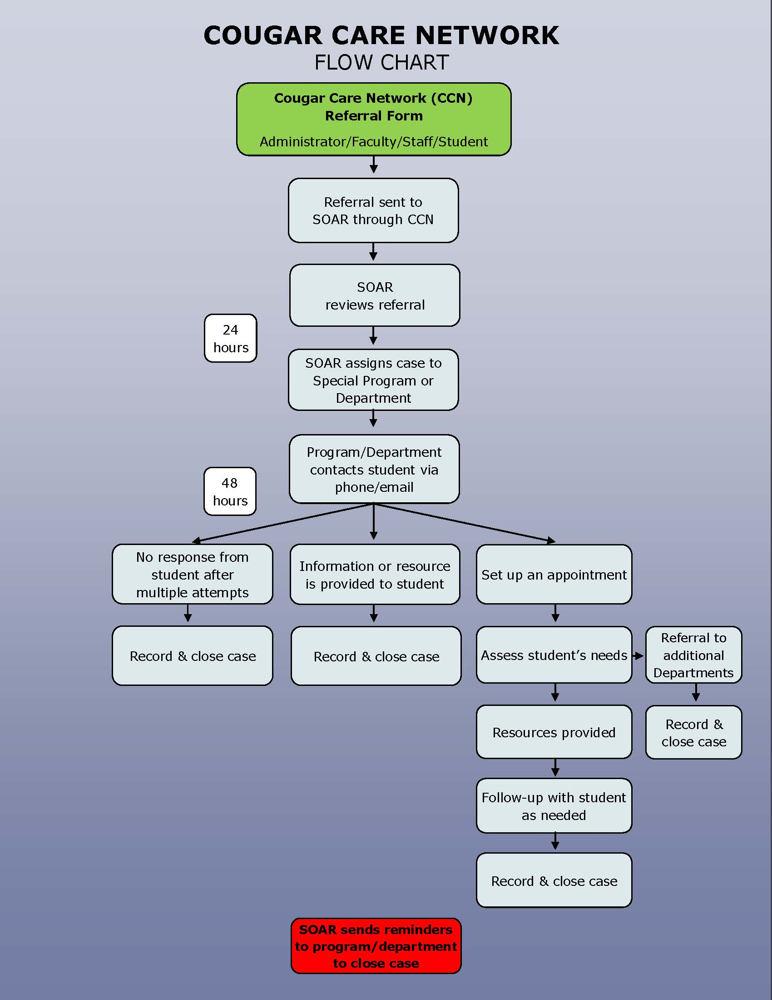 COUGAR CARE NETWORK
FLOW CHART
Cougar Care Network (CCN)
Referral Form
Administrator/Faculty/Staff/Student
Referral sent to
SOAR through CCN
SOAR
reviews referral
24
hours
SOAR assigns case to
Special Program or
Department
Program/Department
contacts student via
phone/email
48
hours
No response from
student after
multiple attempts
Information or resource
is provided to student
Set up an appointment
Record & close case
Record & close case
Assess student’s needs
Referral to
additional
Departments
Resources provided
Record &
close case
Follow-up with student
as needed
Record & close case
SOAR sends reminders
to program/department
to close case